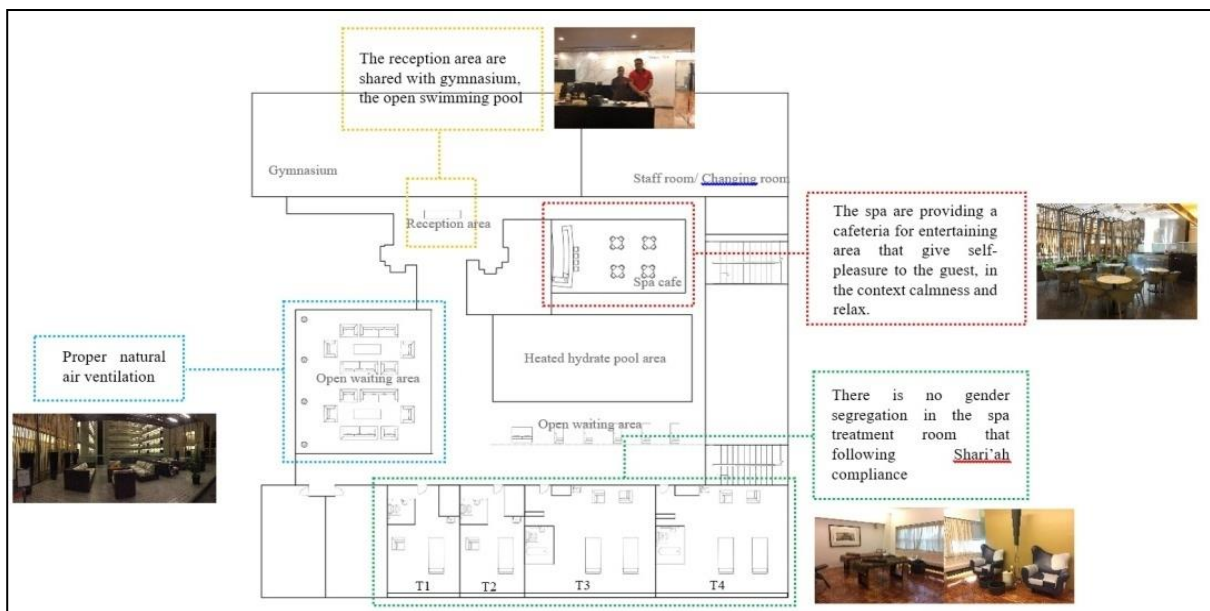 The reception area are
shared with gymnasium,
the open swimming pool
Gymnasium
Staff room/ Changing room
Reception area
The spa are providing a
cafeteria for entertaining
area that give self-
pleasure to the guest, in
the context calmness and
relax.
Spa cafe
Proper natural
air ventilation
Open waiting area
Heated hydrate pool area
There is no gender
segregation in the spa
treatment room that
following Shari’ah
compliance
Open waiting area
T1
T2
T3
T4